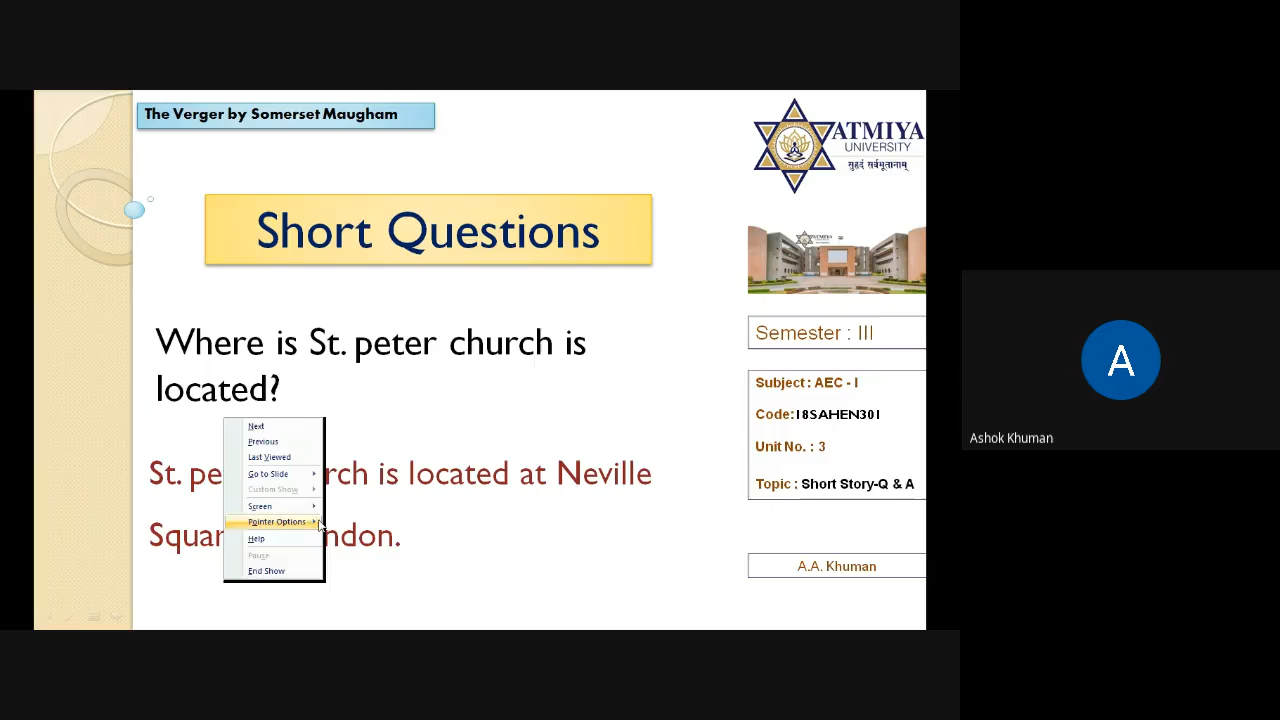 The Verger by Somerset Maugham
ATMIYA
UNIVERSITY
सुहृदं सर्वभूतानाम्
Short Questions
Where is St. peter church is
located?
St. pe rch is located at Neville
Squar ndon.
Next
Previous
Last Viewed
Go to Slide
Custom Show
Screen
Pointer Options
Help
Pause
End Show
Semester : III
Subject : AEC - I
Code:18SAHEN301
Unit No. : 3
Topic : Short Story-Q & A
A.A. Khuman
A
Ashok Khuman